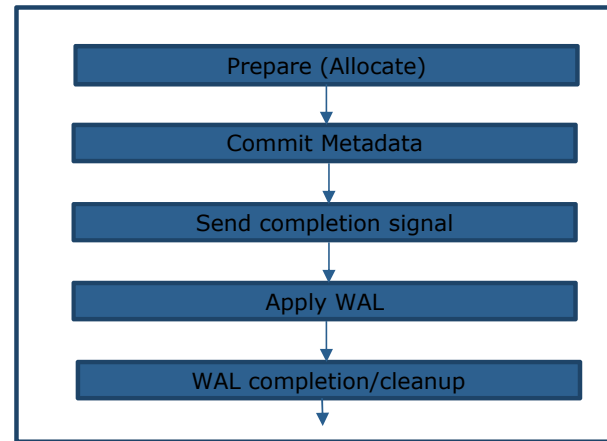 Prepare (Allocate)
Commit Metadata
Send completion signal
Apply WAL
WAL completion/cleanup